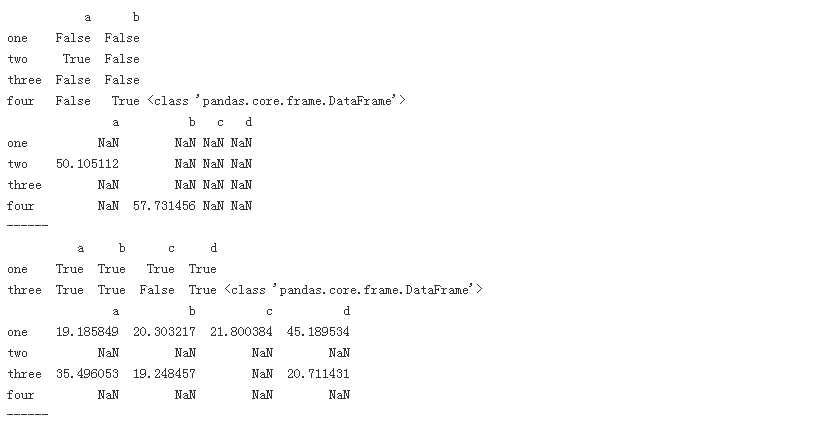 a      b
one    False  False
two     True  False
three  False  False
four   False   True <class 'pandas.core.frame.DataFrame'>
               a          b   c   d
one          NaN        NaN NaN NaN
two    50.105112        NaN NaN NaN
three        NaN        NaN NaN NaN
four         NaN  57.731456 NaN NaN
------
          a     b      c     d
one    True  True   True  True
three  True  True  False  True <class 'pandas.core.frame.DataFrame'>
               a          b          c          d
one    19.185849  20.303217  21.800384  45.189534
two          NaN        NaN        NaN        NaN
three  35.496053  19.248457        NaN  20.711431
four         NaN        NaN        NaN        NaN
------